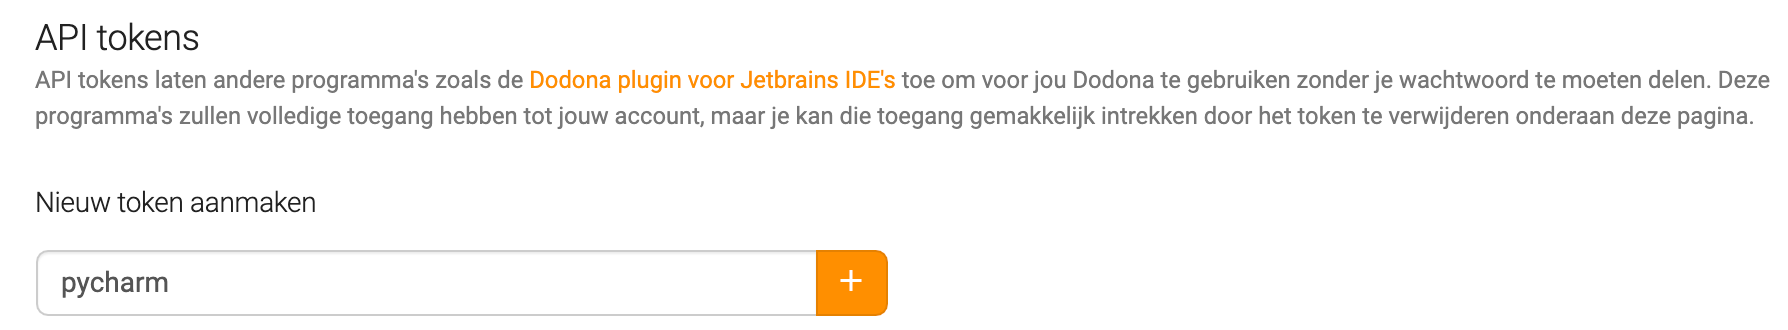 API tokens
API tokens laten andere programma's zoals de Dodona plugin voor Jetbrains IDE's toe om voor jou Dodona te gebruiken zonder je wachtwoord te moeten delen. Deze
programma's zullen volledige toegang hebben tot jouw account, maar je kan die toegang gemakkelijk intrekken door het token te verwijderen onderaan deze pagina.
Nieuw token aanmaken
pycharm +